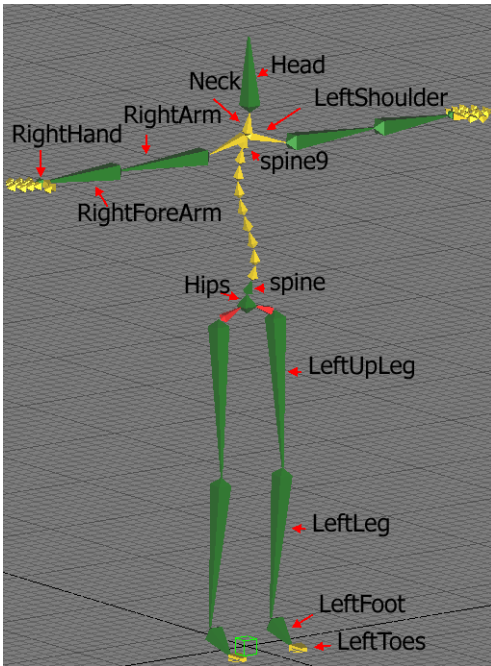 Head
Neck
LeftShoulder
RightArm
RightHand
spine9
RightForeArm
Hips
spine
LeftUpLeg
LeftLeg
LeftFoot
LeftToes